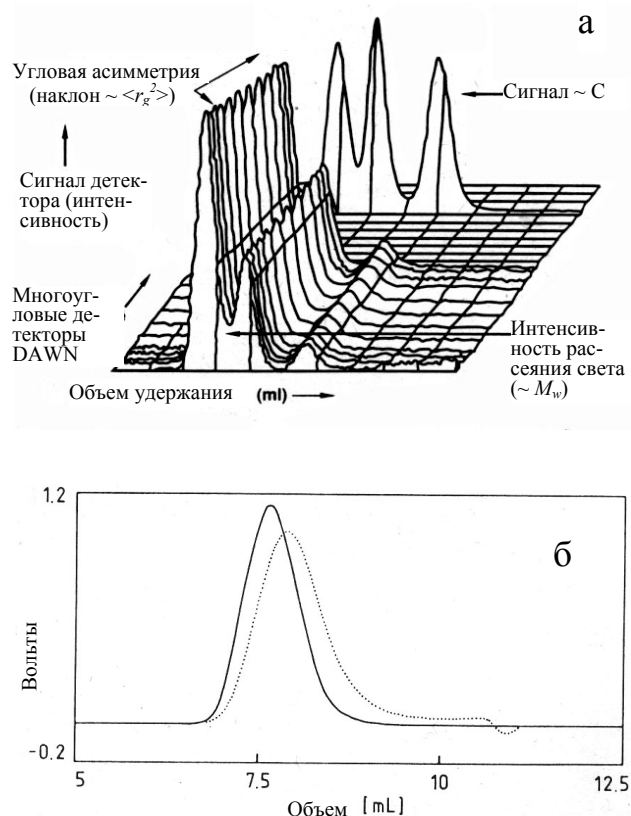 а
Угловая асимметрия
(наклон ~ <r_g^2>)
Сигнал ~ C
Сигнал детек-
тора (интен-
сивность)
Многоуг-
ловые де-
текторы
DAWN
Интенсив-
ность рас-
сеяния света
(~ M_w)
Объем удержания (ml)
б
1.2
Вольты
-0.2
5
7.5
10
12.5
Объем [mL]